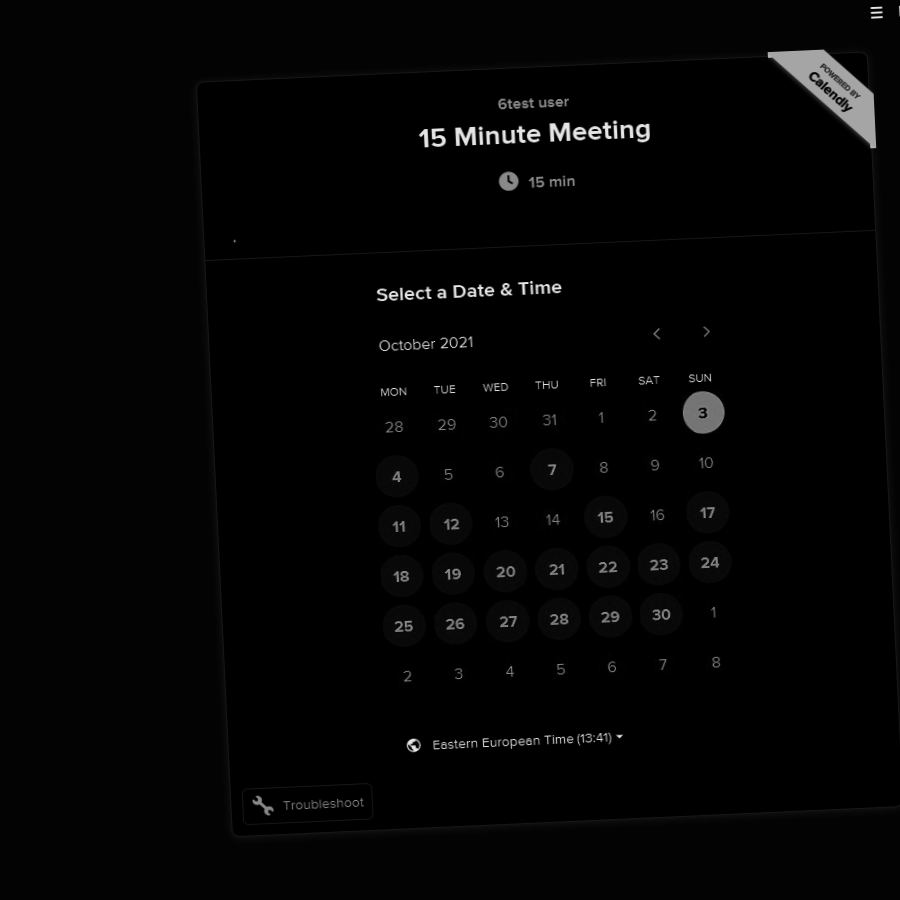 POWERED BY
Calendly
6test user
15 Minute Meeting
15 min
Select a Date & Time
October 2021
MON TUE WED THU FRI SAT SUN
28 29 30 31 1 2 3
4 5 6 7 8 9 10
11 12 13 14 15 16 17
18 19 20 21 22 23 24
25 26 27 28 29 30 1
2 3 4 5 6 7 8
Eastern European Time (13:41)
Troubleshoot